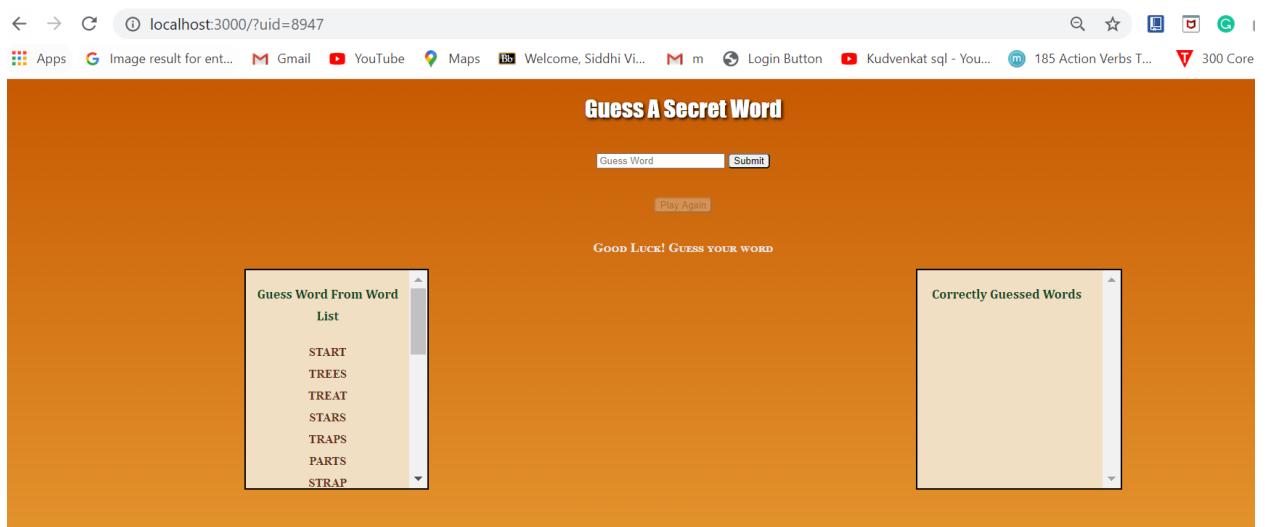 localhost:3000/?uid=8947
Apps Image result for ent... Gmail YouTube Maps Bb Welcome, Siddhi Vi... m Login Button Kudvenkat sql - You... m 185 Action Verbs T... 300 Core
Guess A Secret Word
Guess Word Submit
Play Again
Good Luck! Guess your word
Guess Word From Word
List
START
TREES
TREAT
STARS
TRAPS
PARTS
STRAP
Correctly Guessed Words